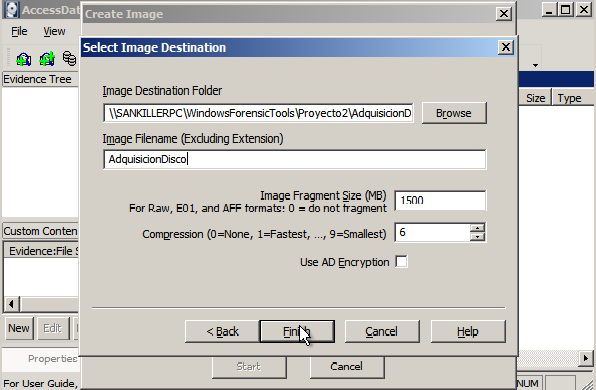 AccessDat
Create Image
File View
Select Image Destination
Evidence Tree
Size Type
Image Destination Folder
\\SANKILLERPC\WindowsForensicTools\Proyecto2\AdquisicionD
Browse
Image Filename (Excluding Extension)
AdquisicionDisco
Image Fragment Size (MB)
1500
For Raw, E01, and AFF formats: 0 = do not fragment
Custom Conten
Compression (0=None, 1=Fastest, ..., 9=Smallest)
6
Evidence:File S
Use AD Encryption
New Edit
< Back Finish Cancel Help
Properties
Start Cancel
For User Guide,
NUM